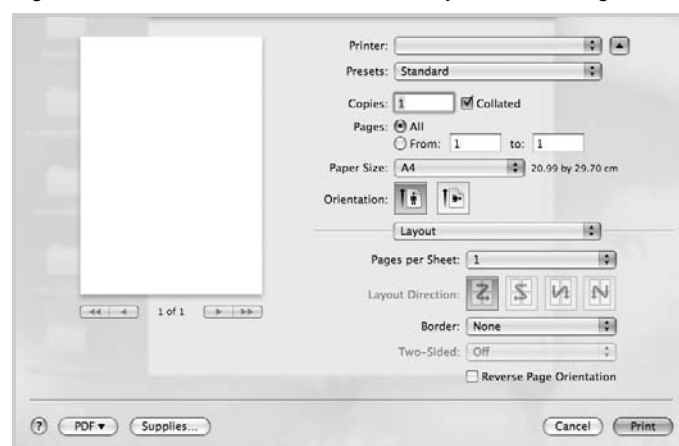 Printer:
Presets: Standard
Copies: 1 Collated
Pages: All
From: 1 to: 1
Paper Size: A4 20.99 by 29.70 cm
Orientation:
Layout
Pages per Sheet: 1
Layout Direction:
1 of 1
Border: None
Two-Sided: Off
Reverse Page Orientation
? PDF Supplies... Cancel Print